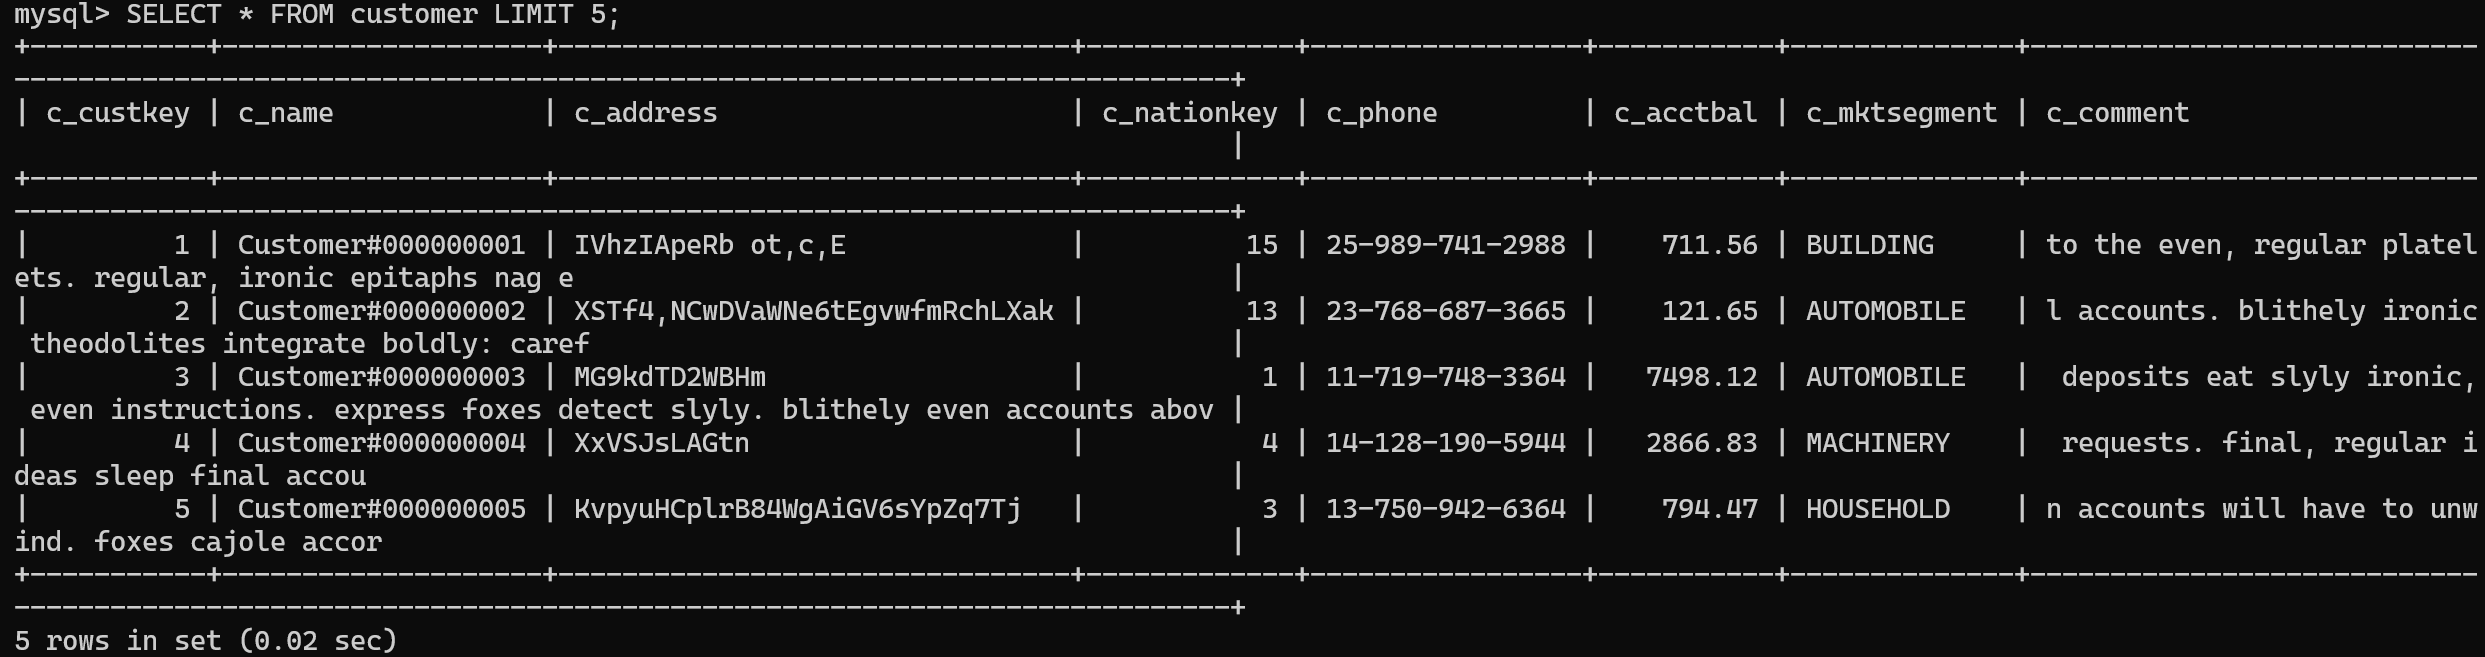 mysql> SELECT * FROM customer LIMIT 5;
+-----------+--------------------+--------------------------------+-------------+-----------------+-----------+--------------+----------------------------
----------------------------------------------------------------------------+
| c_custkey | c_name             | c_address                      | c_nationkey | c_phone         | c_acctbal | c_mktsegment | c_comment
                                                                            |
+-----------+--------------------+--------------------------------+-------------+-----------------+-----------+--------------+----------------------------
----------------------------------------------------------------------------+
|         1 | Customer#000000001 | IVhzIApeRb ot,c,E              |          15 | 25-989-741-2988 |    711.56 | BUILDING     | to the even, regular platel
ets. regular, ironic epitaphs nag e                                         |
|         2 | Customer#000000002 | XSTf4,NCwDVaWNe6tEgvwfmRchLXak |          13 | 23-768-687-3665 |    121.65 | AUTOMOBILE   | l accounts. blithely ironic
 theodolites integrate boldly: caref                                        |
|         3 | Customer#000000003 | MG9kdTD2WBHm                   |           1 | 11-719-748-3364 |   7498.12 | AUTOMOBILE   |  deposits eat slyly ironic,
 even instructions. express foxes detect slyly. blithely even accounts abov |
|         4 | Customer#000000004 | XxVSJsLAGtn                    |           4 | 14-128-190-5944 |   2866.83 | MACHINERY    |  requests. final, regular i
deas sleep final accou                                                      |
|         5 | Customer#000000005 | KvpyuHCplrB84WgAiGV6sYpZq7Tj   |           3 | 13-750-942-6364 |    794.47 | HOUSEHOLD    | n accounts will have to unw
ind. foxes cajole accor                                                     |
+-----------+--------------------+--------------------------------+-------------+-----------------+-----------+--------------+----------------------------
----------------------------------------------------------------------------+
5 rows in set (0.02 sec)